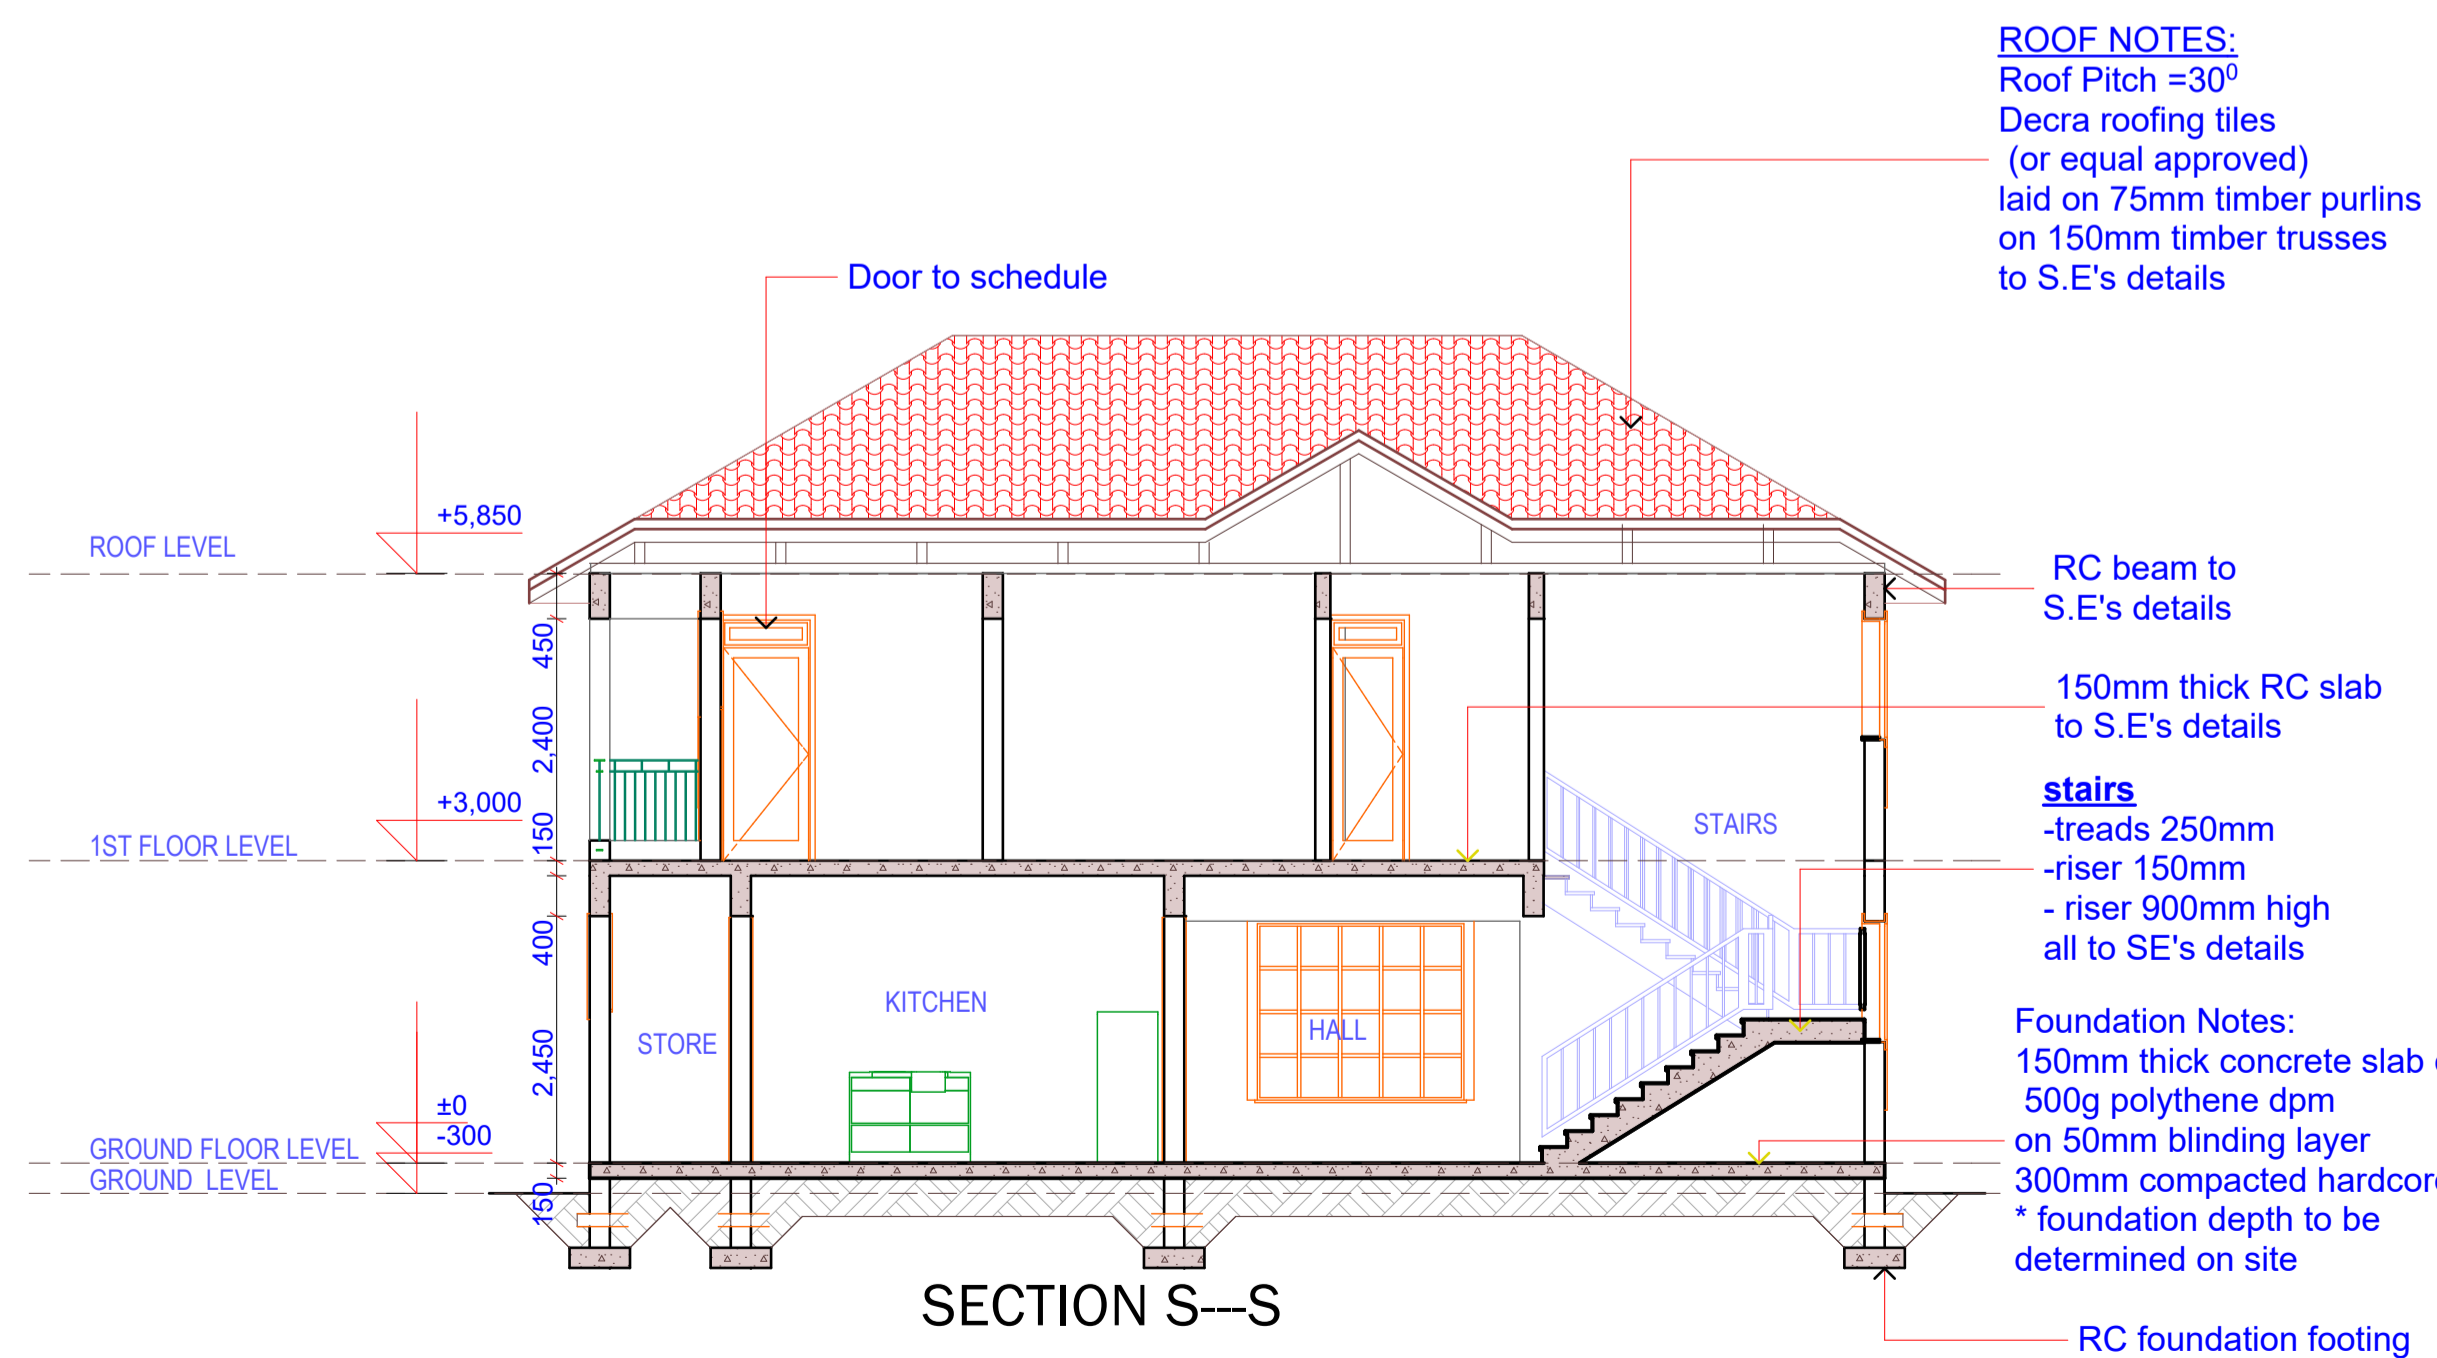 ROOF NOTES:
Roof Pitch =30⁰
Decra roofing tiles
(or equal approved)
laid on 75mm timber purlins
on 150mm timber trusses
to S.E's details
Door to schedule
+5,850
ROOF LEVEL
RC beam to
S.E's details
450
150mm thick RC slab
to S.E's details
2,400
+3,000
1ST FLOOR LEVEL
150
STAIRS
stairs
-treads 250mm
-riser 150mm
- riser 900mm high
all to SE's details
400
KITCHEN
STORE
HALL
2,450
Foundation Notes:
150mm thick concrete slab
500g polythene dpm
on 50mm blinding layer
300mm compacted hardcor
* foundation depth to be
determined on site
±0
-300
GROUND FLOOR LEVEL
GROUND LEVEL
150
SECTION S---S
RC foundation footing